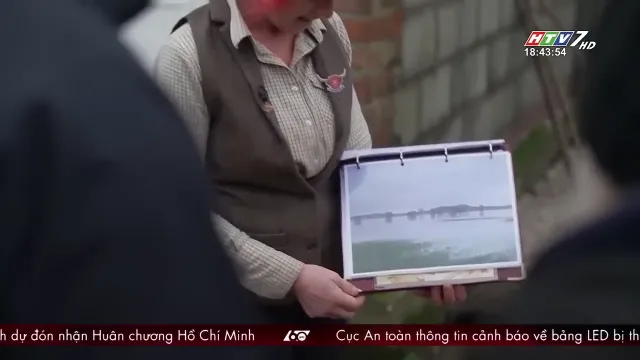 HTV7 HD
18:43:54
h dự đón nhận Huân chương Hồ Chí Minh 60 Cục An toàn thông tin cảnh báo về bảng LED bị th